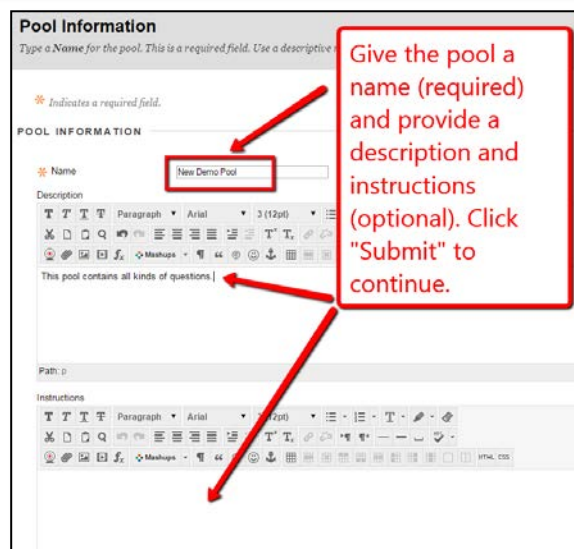 Pool Information
Type a Name for the pool. This is a required field. Use a descriptive
Give the pool a
name (required)
and provide a
description and
instructions
(optional). Click
"Submit" to
continue.
Indicates a required field.
POOL INFORMATION
Name
New Demo Pool
Description
T T T T Paragraph Arial 3 (12pt)
Mashups
This pool contains all kinds of questions.
Path: p
Instructions
T T T T Paragraph Arial (12pt)
Mashups HTML CSS